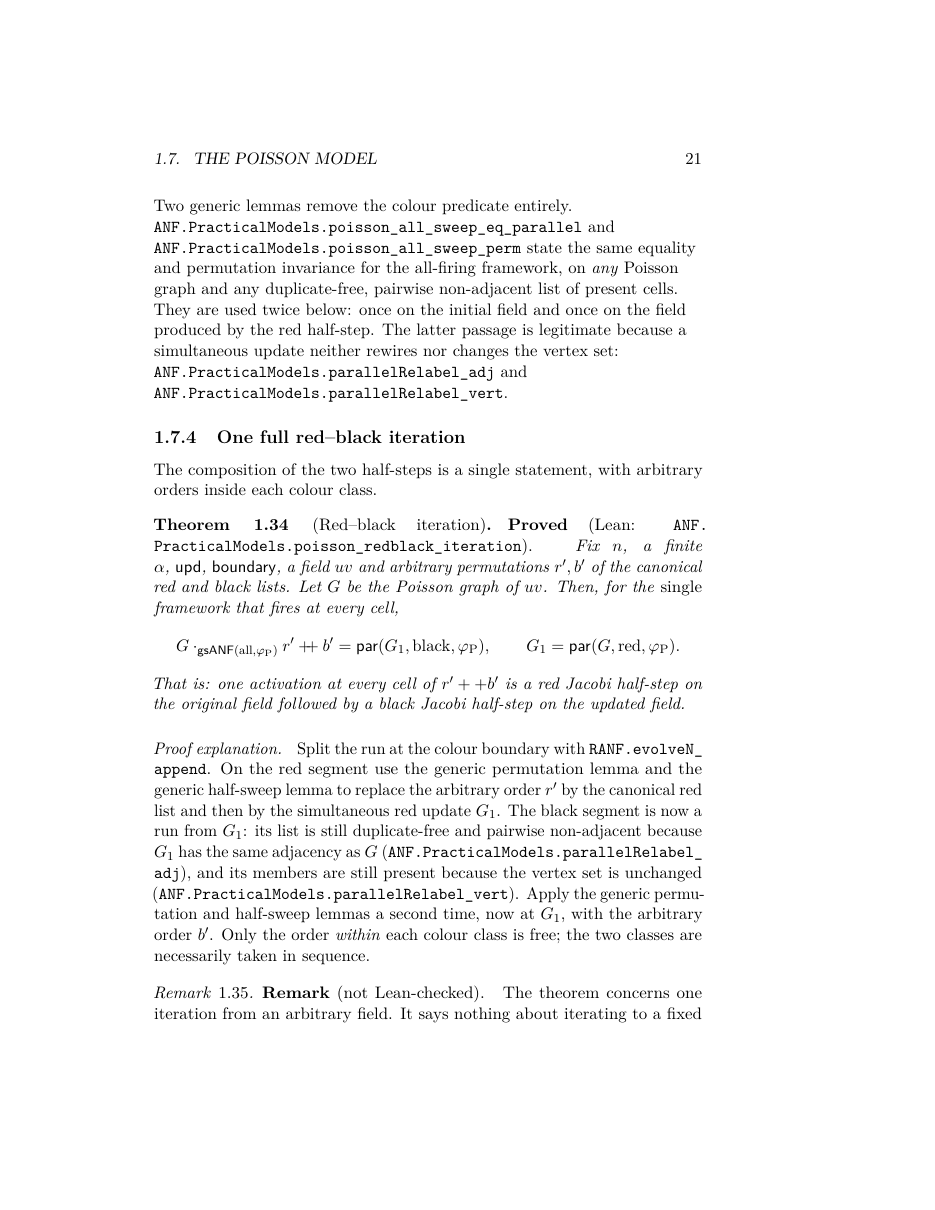 1.7. THE POISSON MODEL 21
Two generic lemmas remove the colour predicate entirely.
ANF.PracticalModels.poisson_all_sweep_eq_parallel and
ANF.PracticalModels.poisson_all_sweep_perm state the same equality
and permutation invariance for the all-firing framework, on any Poisson
graph and any duplicate-free, pairwise non-adjacent list of present cells.
They are used twice below: once on the initial field and once on the field
produced by the red half-step. The latter passage is legitimate because a
simultaneous update neither rewires nor changes the vertex set:
ANF.PracticalModels.parallelRelabel_adj and
ANF.PracticalModels.parallelRelabel_vert.
1.7.4 One full red–black iteration
The composition of the two half-steps is a single statement, with arbitrary
orders inside each colour class.
Theorem 1.34 (Red–black iteration). Proved (Lean: ANF.
PracticalModels.poisson_redblack_iteration). Fix n, a finite
α, upd, boundary, a field uv and arbitrary permutations r′, b′ of the canonical
red and black lists. Let G be the Poisson graph of uv. Then, for the single
framework that fires at every cell,
G ·gsANF(all,φP) r′ ++ b′ = par(G1, black, φP), G1 = par(G, red, φP).
That is: one activation at every cell of r′ + +b′ is a red Jacobi half-step on
the original field followed by a black Jacobi half-step on the updated field.
Proof explanation. Split the run at the colour boundary with RANF.evolveN_
append. On the red segment use the generic permutation lemma and the
generic half-sweep lemma to replace the arbitrary order r′ by the canonical red
list and then by the simultaneous red update G1. The black segment is now a
run from G1: its list is still duplicate-free and pairwise non-adjacent because
G1 has the same adjacency as G (ANF.PracticalModels.parallelRelabel_
adj), and its members are still present because the vertex set is unchanged
(ANF.PracticalModels.parallelRelabel_vert). Apply the generic permu-
tation and half-sweep lemmas a second time, now at G1, with the arbitrary
order b′. Only the order within each colour class is free; the two classes are
necessarily taken in sequence.
Remark 1.35. Remark (not Lean-checked). The theorem concerns one
iteration from an arbitrary field. It says nothing about iterating to a fixed